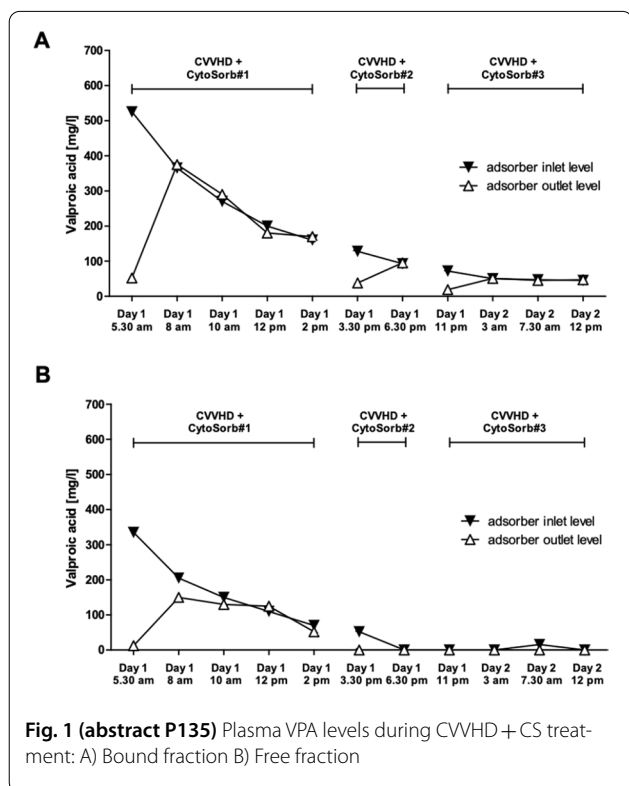 A
CVVHD + CytoSorb#1
CVVHD + CytoSorb#2
CVVHD + CytoSorb#3
Valproic acid [mg/l]
700
600
500
400
300
200
100
0
adsorber inlet level
adsorber outlet level
Day 1 5.30 am
Day 1 8 am
Day 1 10 am
Day 1 12 pm
Day 1 2 pm
Day 1 3.30 pm
Day 1 6.30 pm
Day 1 11 pm
Day 2 3 am
Day 2 7.30 am
Day 2 12 pm
B
CVVHD + CytoSorb#1
CVVHD + CytoSorb#2
CVVHD + CytoSorb#3
Valproic acid [mg/l]
700
600
500
400
300
200
100
0
adsorber inlet level
adsorber outlet level
Day 1 5.30 am
Day 1 8 am
Day 1 10 am
Day 1 12 pm
Day 1 2 pm
Day 1 3.30 pm
Day 1 6.30 pm
Day 1 11 pm
Day 2 3 am
Day 2 7.30 am
Day 2 12 pm
Fig. 1 (abstract P135) Plasma VPA levels during CVVHD + CS treat-
ment: A) Bound fraction B) Free fraction